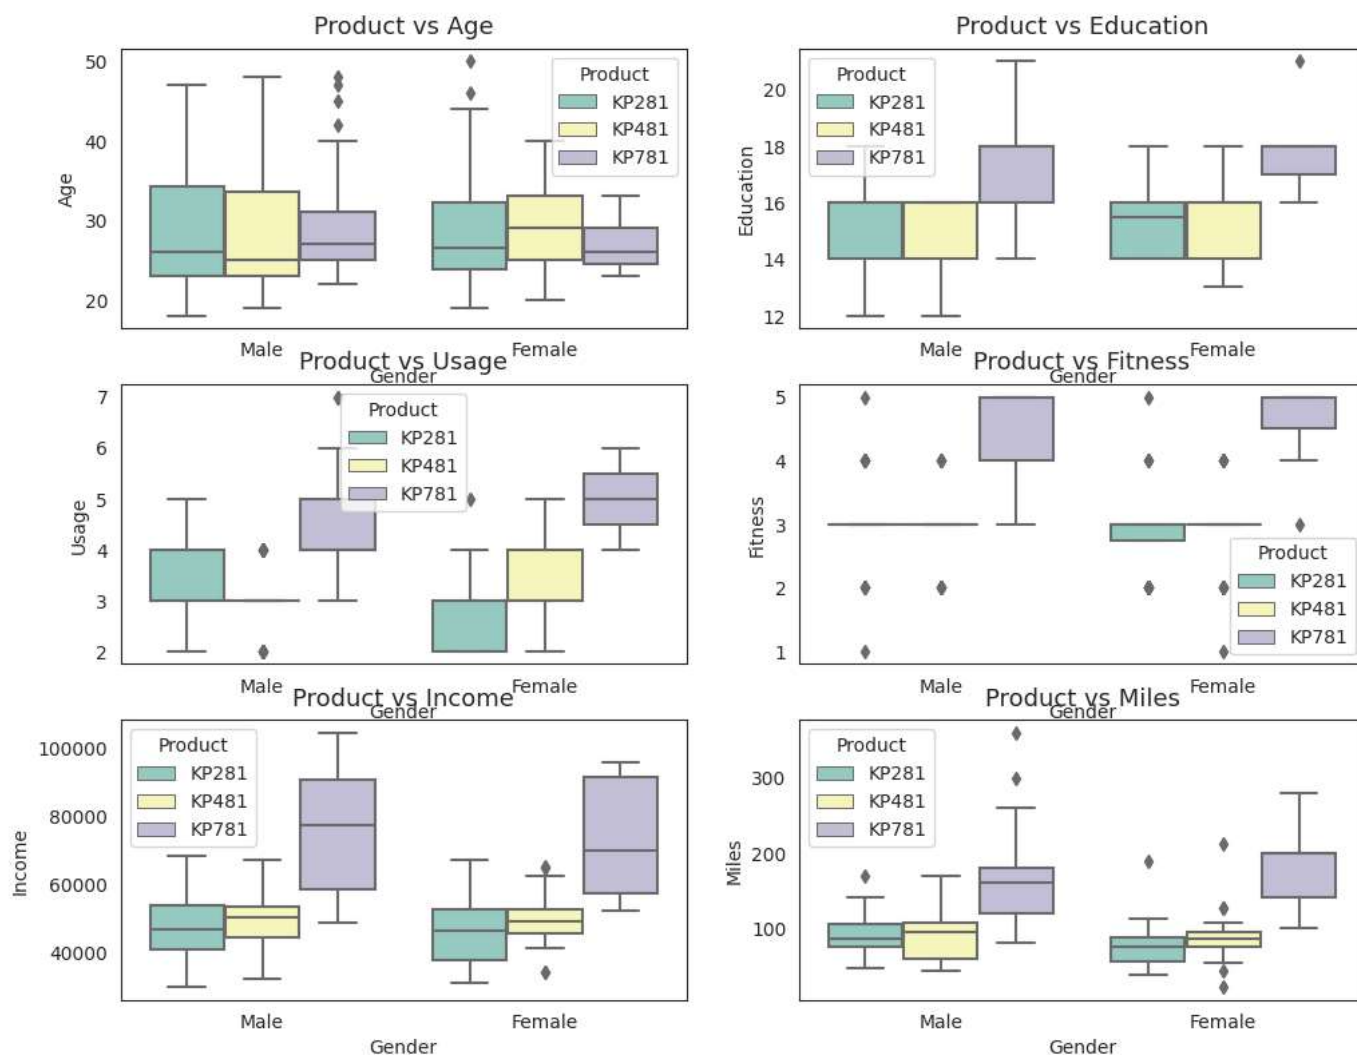 Product vs Age
50
40
30
20
Age
Product
KP281
KP481
KP781
Male
Female
Gender
Product vs Education
20
18
16
14
12
Education
Product
KP281
KP481
KP781
Male
Female
Gender
Product vs Usage
7
6
5
4
3
2
Usage
Product
KP281
KP481
KP781
Male
Female
Gender
Product vs Fitness
5
4
3
2
1
Fitness
Product
KP281
KP481
KP781
Male
Female
Gender
Product vs Income
100000
80000
60000
40000
Income
Product
KP281
KP481
KP781
Male
Female
Gender
Product vs Miles
300
200
100
Miles
Product
KP281
KP481
KP781
Male
Female
Gender